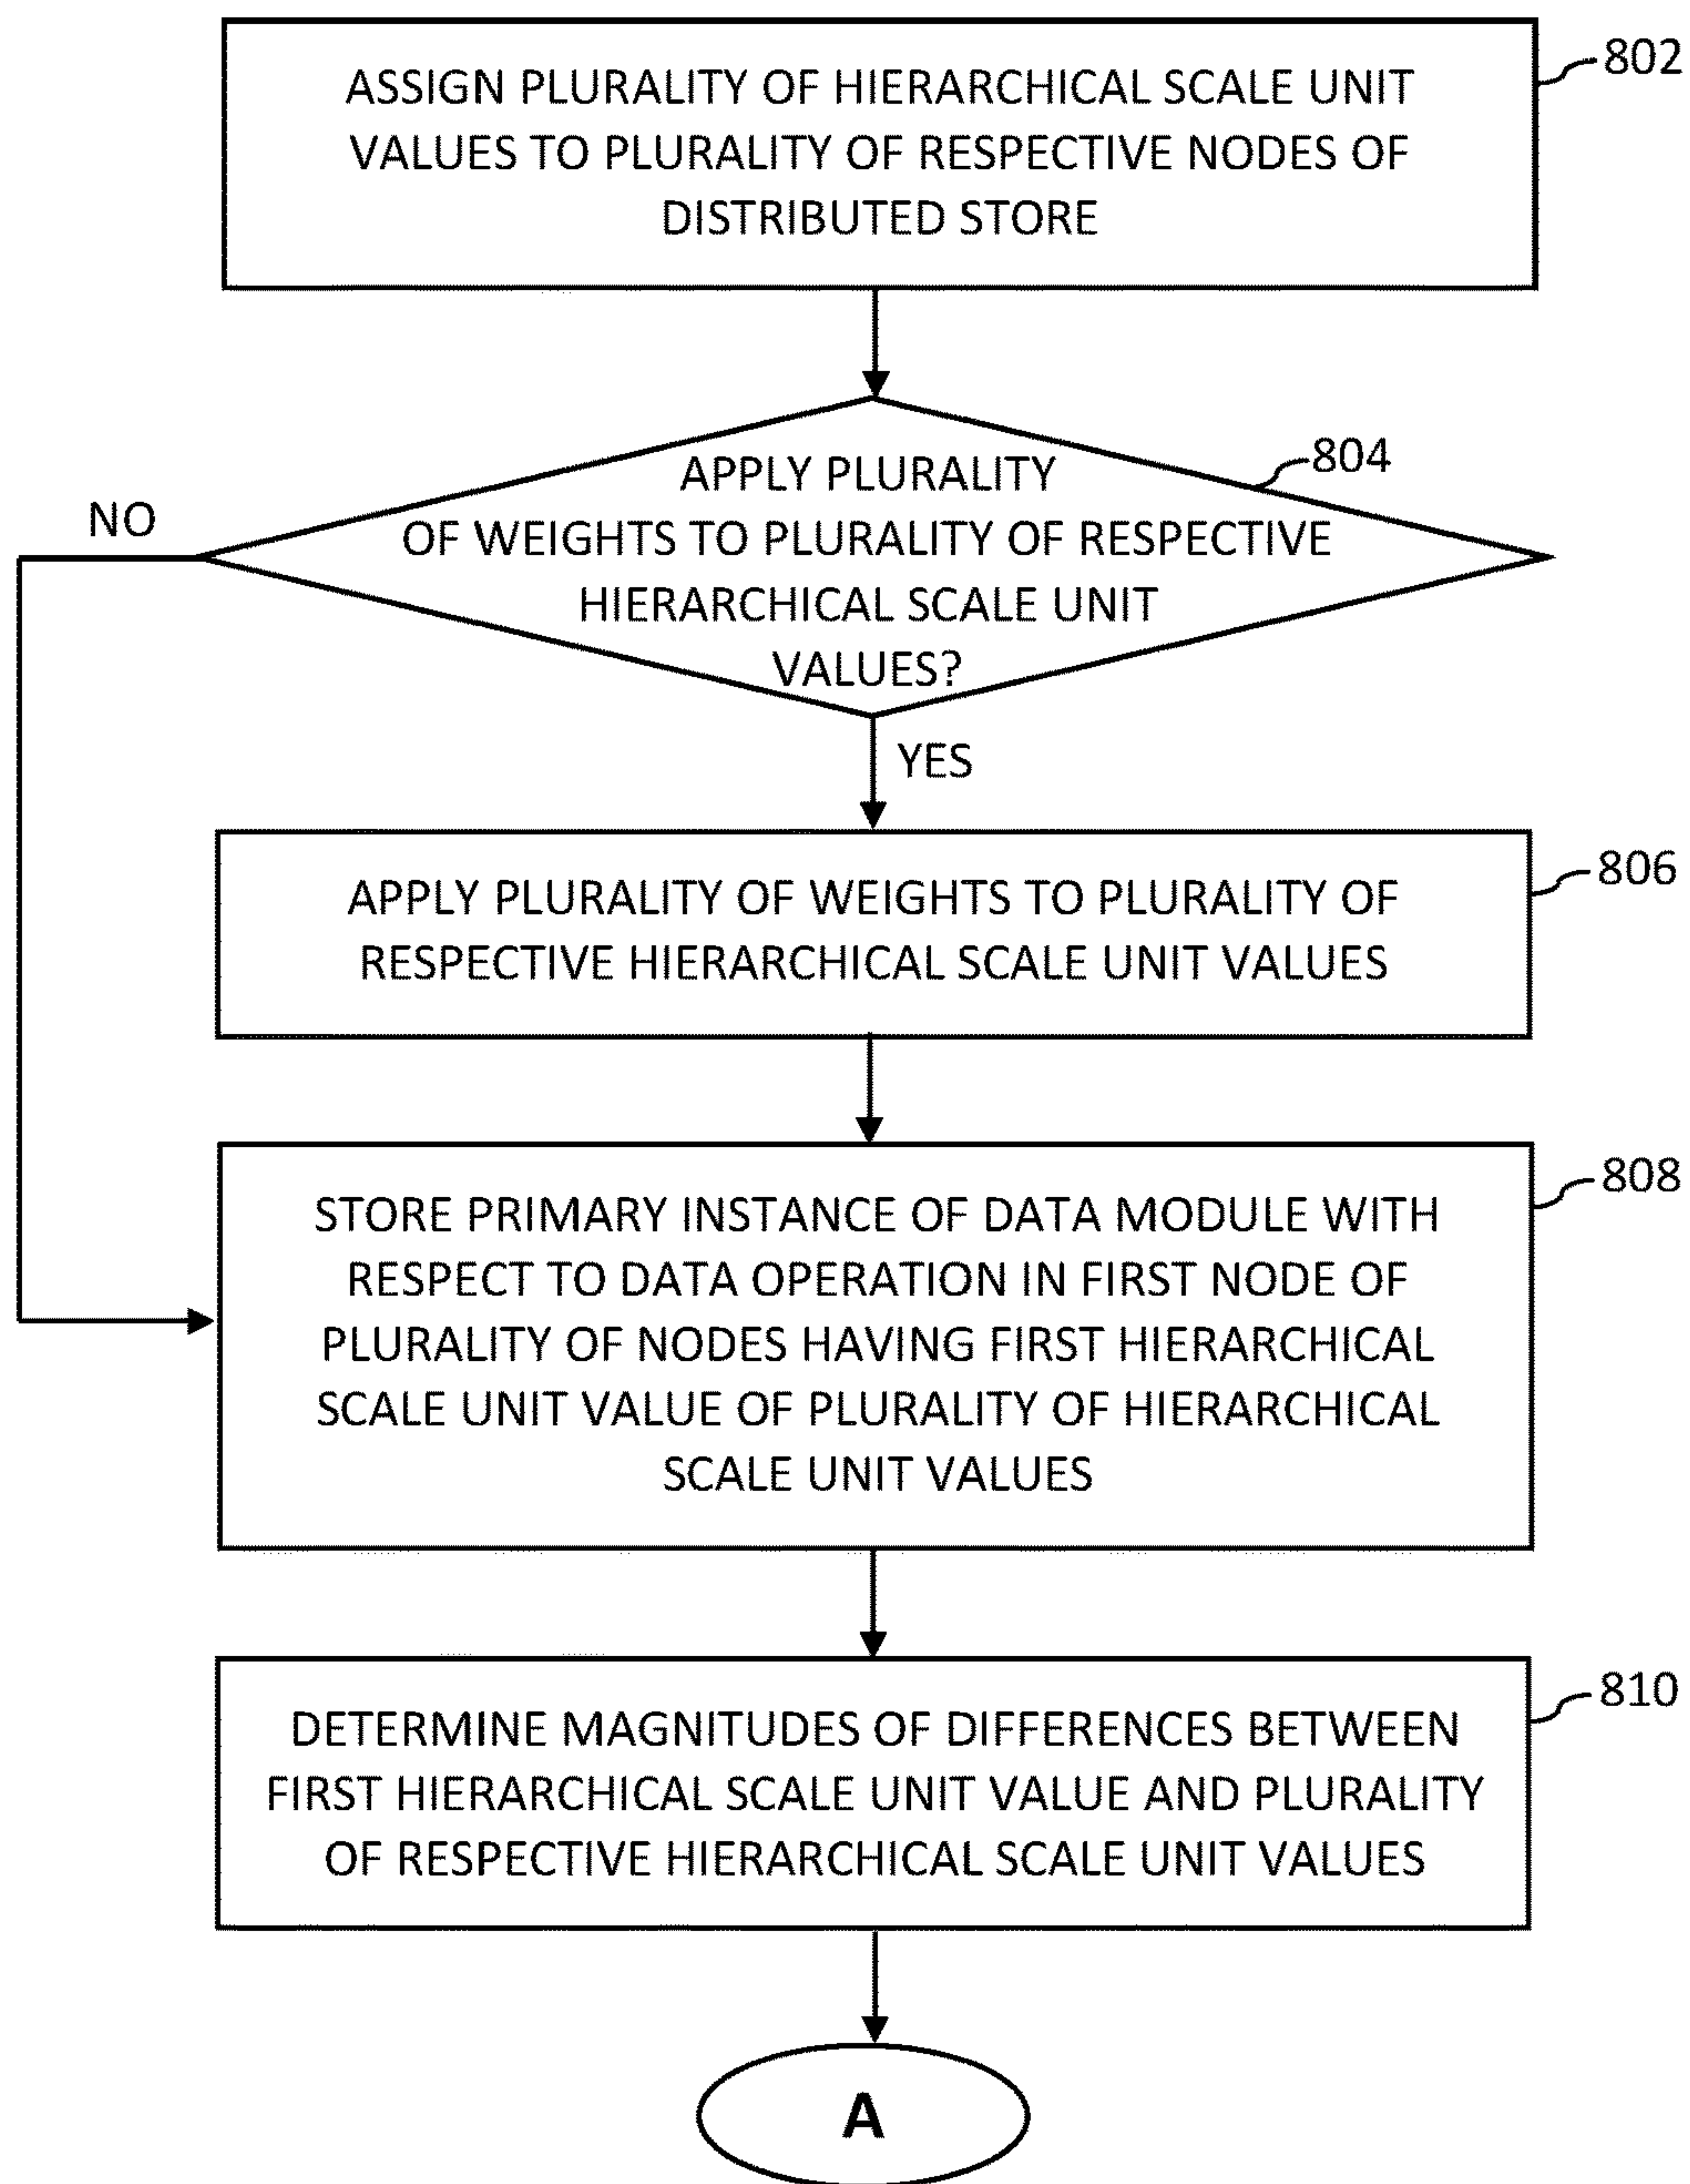 ASSIGN PLURALITY OF HIERARCHICAL SCALE UNIT
VALUES TO PLURALITY OF RESPECTIVE NODES OF
DISTRIBUTED STORE
802
APPLY PLURALITY
OF WEIGHTS TO PLURALITY OF RESPECTIVE
HIERARCHICAL SCALE UNIT
VALUES?
804
NO
YES
APPLY PLURALITY OF WEIGHTS TO PLURALITY OF
RESPECTIVE HIERARCHICAL SCALE UNIT VALUES
806
STORE PRIMARY INSTANCE OF DATA MODULE WITH
RESPECT TO DATA OPERATION IN FIRST NODE OF
PLURALITY OF NODES HAVING FIRST HIERARCHICAL
SCALE UNIT VALUE OF PLURALITY OF HIERARCHICAL
SCALE UNIT VALUES
808
DETERMINE MAGNITUDES OF DIFFERENCES BETWEEN
FIRST HIERARCHICAL SCALE UNIT VALUE AND PLURALITY
OF RESPECTIVE HIERARCHICAL SCALE UNIT VALUES
810
A